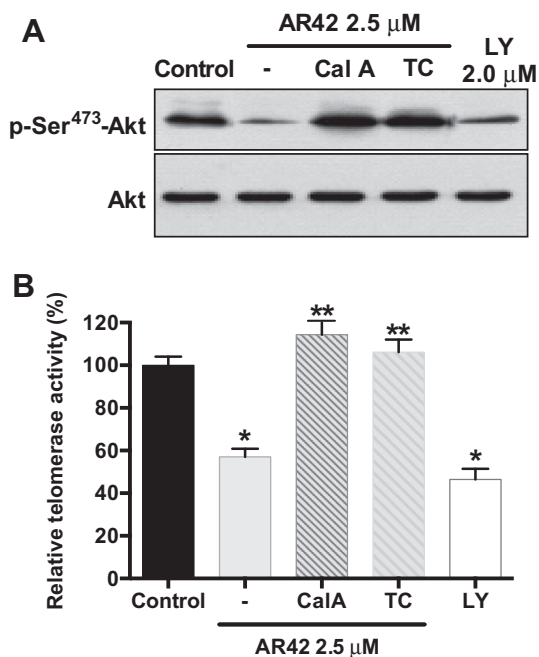 A
AR42 2.5 μM
Control - Cal A TC LY 2.0 μM
p-Ser473-Akt
Akt
B
Relative telomerase activity (%)
120
100
80
60
40
20
0
* ** ** *
Control - CalA TC LY
AR42 2.5 μM